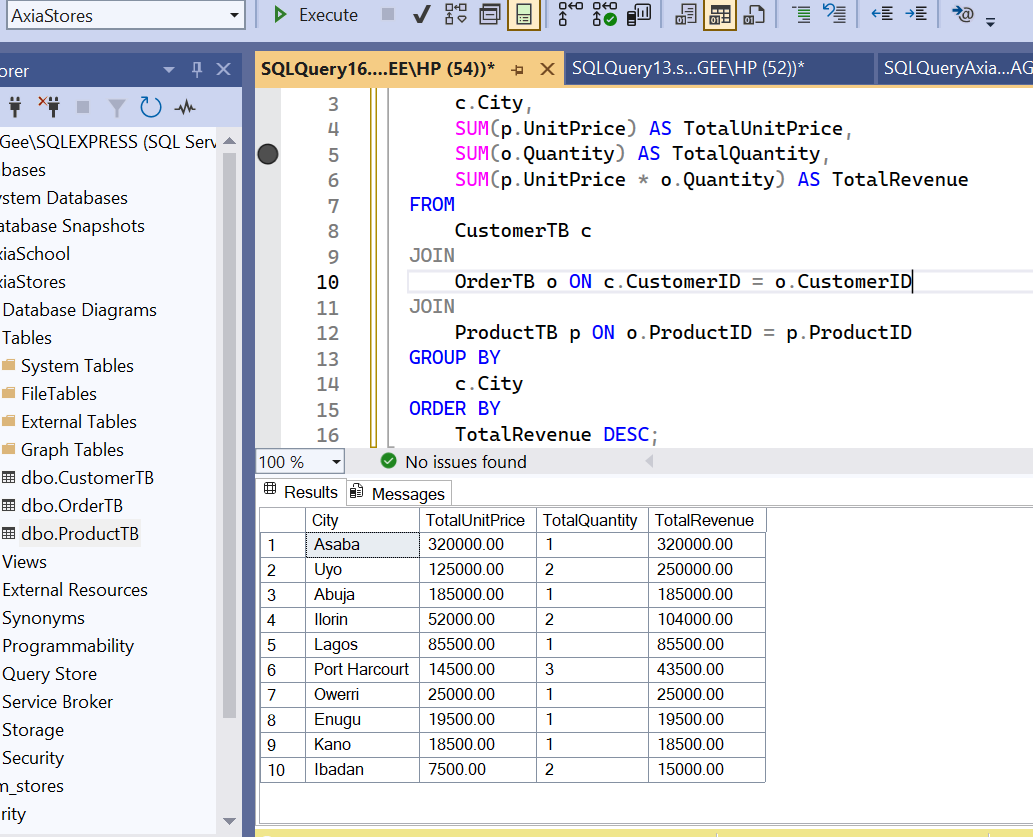 AxiaStores
Execute
orer
SQLQuery16....EE\HP (54))*
SQLQuery13.s...GEE\HP (52))*
SQLQueryAxia...AG
Gee\SQLEXPRESS (SQL Serv
bases
ystem Databases
atabase Snapshots
xiaSchool
xiaStores
Database Diagrams
Tables
System Tables
FileTables
External Tables
Graph Tables
dbo.CustomerTB
dbo.OrderTB
dbo.ProductTB
Views
External Resources
Synonyms
Programmability
Query Store
Service Broker
Storage
Security
m_stores
rity
3 c.City,
4 SUM(p.UnitPrice) AS TotalUnitPrice,
5 SUM(o.Quantity) AS TotalQuantity,
6 SUM(p.UnitPrice * o.Quantity) AS TotalRevenue
7 FROM
8 CustomerTB c
9 JOIN
10 OrderTB o ON c.CustomerID = o.CustomerID
11 JOIN
12 ProductTB p ON o.ProductID = p.ProductID
13 GROUP BY
14 c.City
15 ORDER BY
16 TotalRevenue DESC;
100 %
No issues found
Results Messages
City TotalUnitPrice TotalQuantity TotalRevenue
1 Asaba 320000.00 1 320000.00
2 Uyo 125000.00 2 250000.00
3 Abuja 185000.00 1 185000.00
4 Ilorin 52000.00 2 104000.00
5 Lagos 85500.00 1 85500.00
6 Port Harcourt 14500.00 3 43500.00
7 Owerri 25000.00 1 25000.00
8 Enugu 19500.00 1 19500.00
9 Kano 18500.00 1 18500.00
10 Ibadan 7500.00 2 15000.00